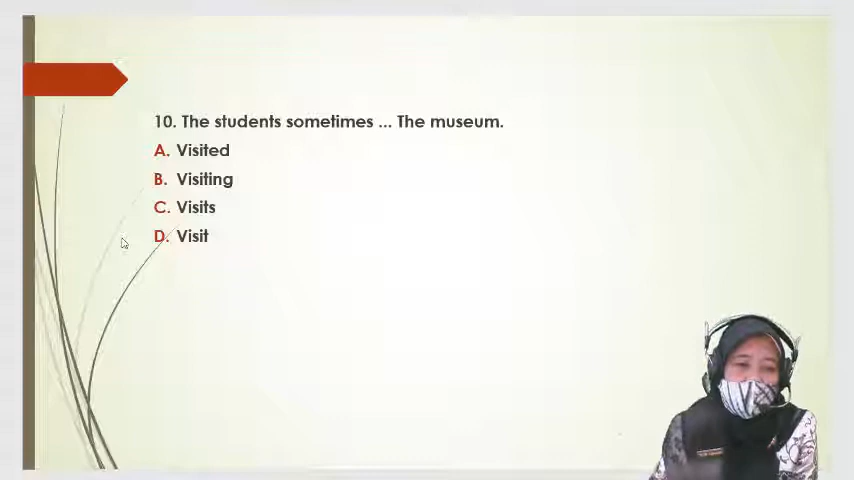 10. The students sometimes ... The museum.
A. Visited
B. Visiting
C. Visits
D. Visit